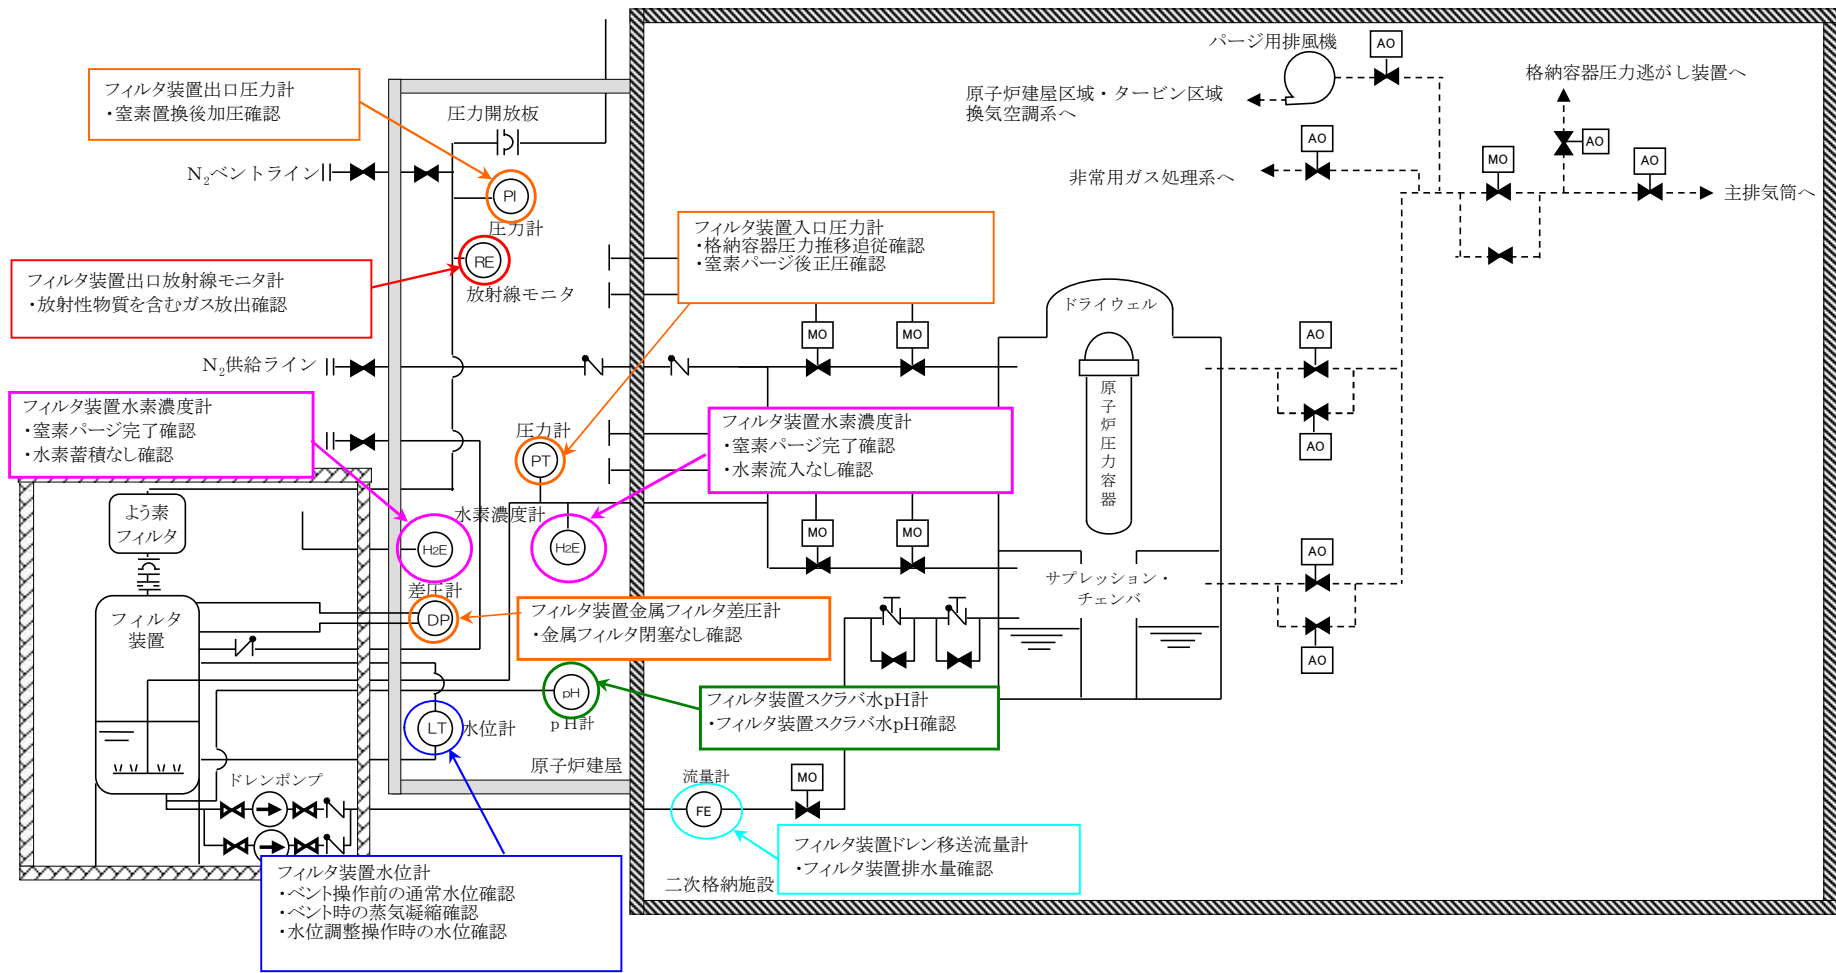 パージ用排風機
AO
格納容器圧力逃がし装置へ
原子炉建屋区域・タービン区域
換気空調系へ
フィルタ装置出口圧力計
・窒素置換後加圧確認
圧力開放板
AO
AO
MO
AO
N₂ベントライン
非常用ガス処理系へ
主排気筒へ
PI
圧力計
フィルタ装置入口圧力計
・格納容器圧力推移追従確認
・窒素パージ後正圧確認
RE
フィルタ装置出口放射線モニタ計
・放射性物質を含むガス放出確認
放射線モニタ
ドライウェル
MO
MO
AO
N₂供給ライン
原子炉圧力容器
フィルタ装置水素濃度計
・窒素パージ完了確認
・水素蓄積なし確認
圧力計
PT
フィルタ装置水素濃度計
・窒素パージ完了確認
・水素流入なし確認
AO
よう素
フィルタ
水素濃度計
H2E
H2E
MO
MO
AO
サプレッション・
チェンバ
差圧計
DP
フィルタ装置金属フィルタ差圧計
・金属フィルタ閉塞なし確認
フィルタ
装置
AO
pH
pH計
フィルタ装置スクラバ水pH計
・フィルタ装置スクラバ水pH確認
LT
水位計
原子炉建屋
ドレンポンプ
流量計
FE
MO
フィルタ装置ドレン移送流量計
・フィルタ装置排水量確認
二次格納施設
フィルタ装置水位計
・ベント操作前の通常水位確認
・ベント時の蒸気凝縮確認
・水位調整操作時の水位確認